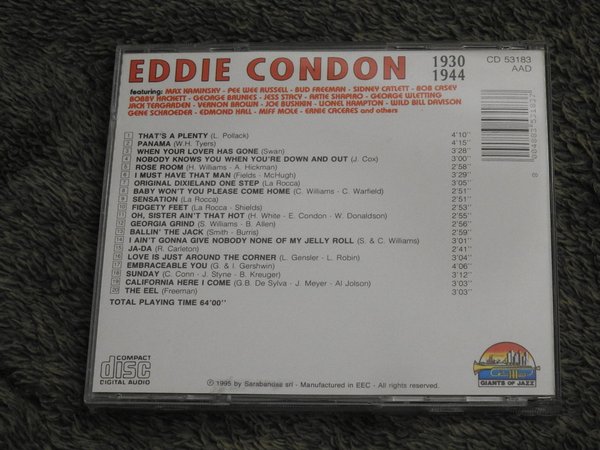 EDDIE CONDON 1930 1944
CD 53183
AAD
featuring: MAX KAMINSKY - PEE WEE RUSSELL - BUD FREEMAN - SIDNEY CATLETT - BOB CASEY
BOBBY HACKETT - GEORGE BRUNIES - JESS STACY - ARTIE SHAPIRO - GEORGE WETTLING
JACK TEAGARDEN - VERNON BROWN - JOE BUSHKIN - LIONEL HAMPTON - WILD BILL DAVISON
GENE SCHROEDER - EDMOND HALL - MIFF MOLE - ERNIE CACERES and others
1 THAT'S A PLENTY (L. Pollack) 4'10"
2 PANAMA (W.H. Tyers) 4'15"
3 WHEN YOUR LOVER HAS GONE (Swan) 3'28"
4 NOBODY KNOWS YOU WHEN YOU'RE DOWN AND OUT (J. Cox) 3'00"
5 ROSE ROOM (H. Williams - A. Hickman) 2'58"
6 I MUST HAVE THAT MAN (Fields - McHugh) 3'29"
7 ORIGINAL DIXIELAND ONE STEP (La Rocca) 3'01"
8 BABY WON'T YOU PLEASE COME HOME (C. Williams - C. Warfield) 2'51"
9 SENSATION (La Rocca) 2'53"
10 FIDGETY FEET (La Rocca - Shields) 2'53"
11 OH, SISTER AIN'T THAT HOT (H. White - E. Condon - W. Donaldson) 2'55"
12 GEORGIA GRIND (S. Williams - B. Allen) 2'56"
13 BALLIN' THE JACK (Smith - Burris) 2'59"
14 I AIN'T GONNA GIVE NOBODY NONE OF MY JELLY ROLL (S. & C. Williams) 3'01"
15 JA-DA (R. Carleton) 2'41"
16 LOVE IS JUST AROUND THE CORNER (L. Gensler - L. Robin) 3'04"
17 EMBRACEABLE YOU (G. & I. Gershwin) 4'06"
18 SUNDAY (C. Conn - J. Styne - B. Kreuger) 3'12"
19 CALIFORNIA HERE I COME (G.B. De Sylva - J. Meyer - Al Jolson) 3'03"
20 THE EEL (Freeman) 3'03"
TOTAL PLAYING TIME 64'00"
COMPACT
disc
DIGITAL AUDIO
℗ 1995 by Sarabandas srl - Manufactured in EEC - All rights reserved
GIANTS OF JAZZ